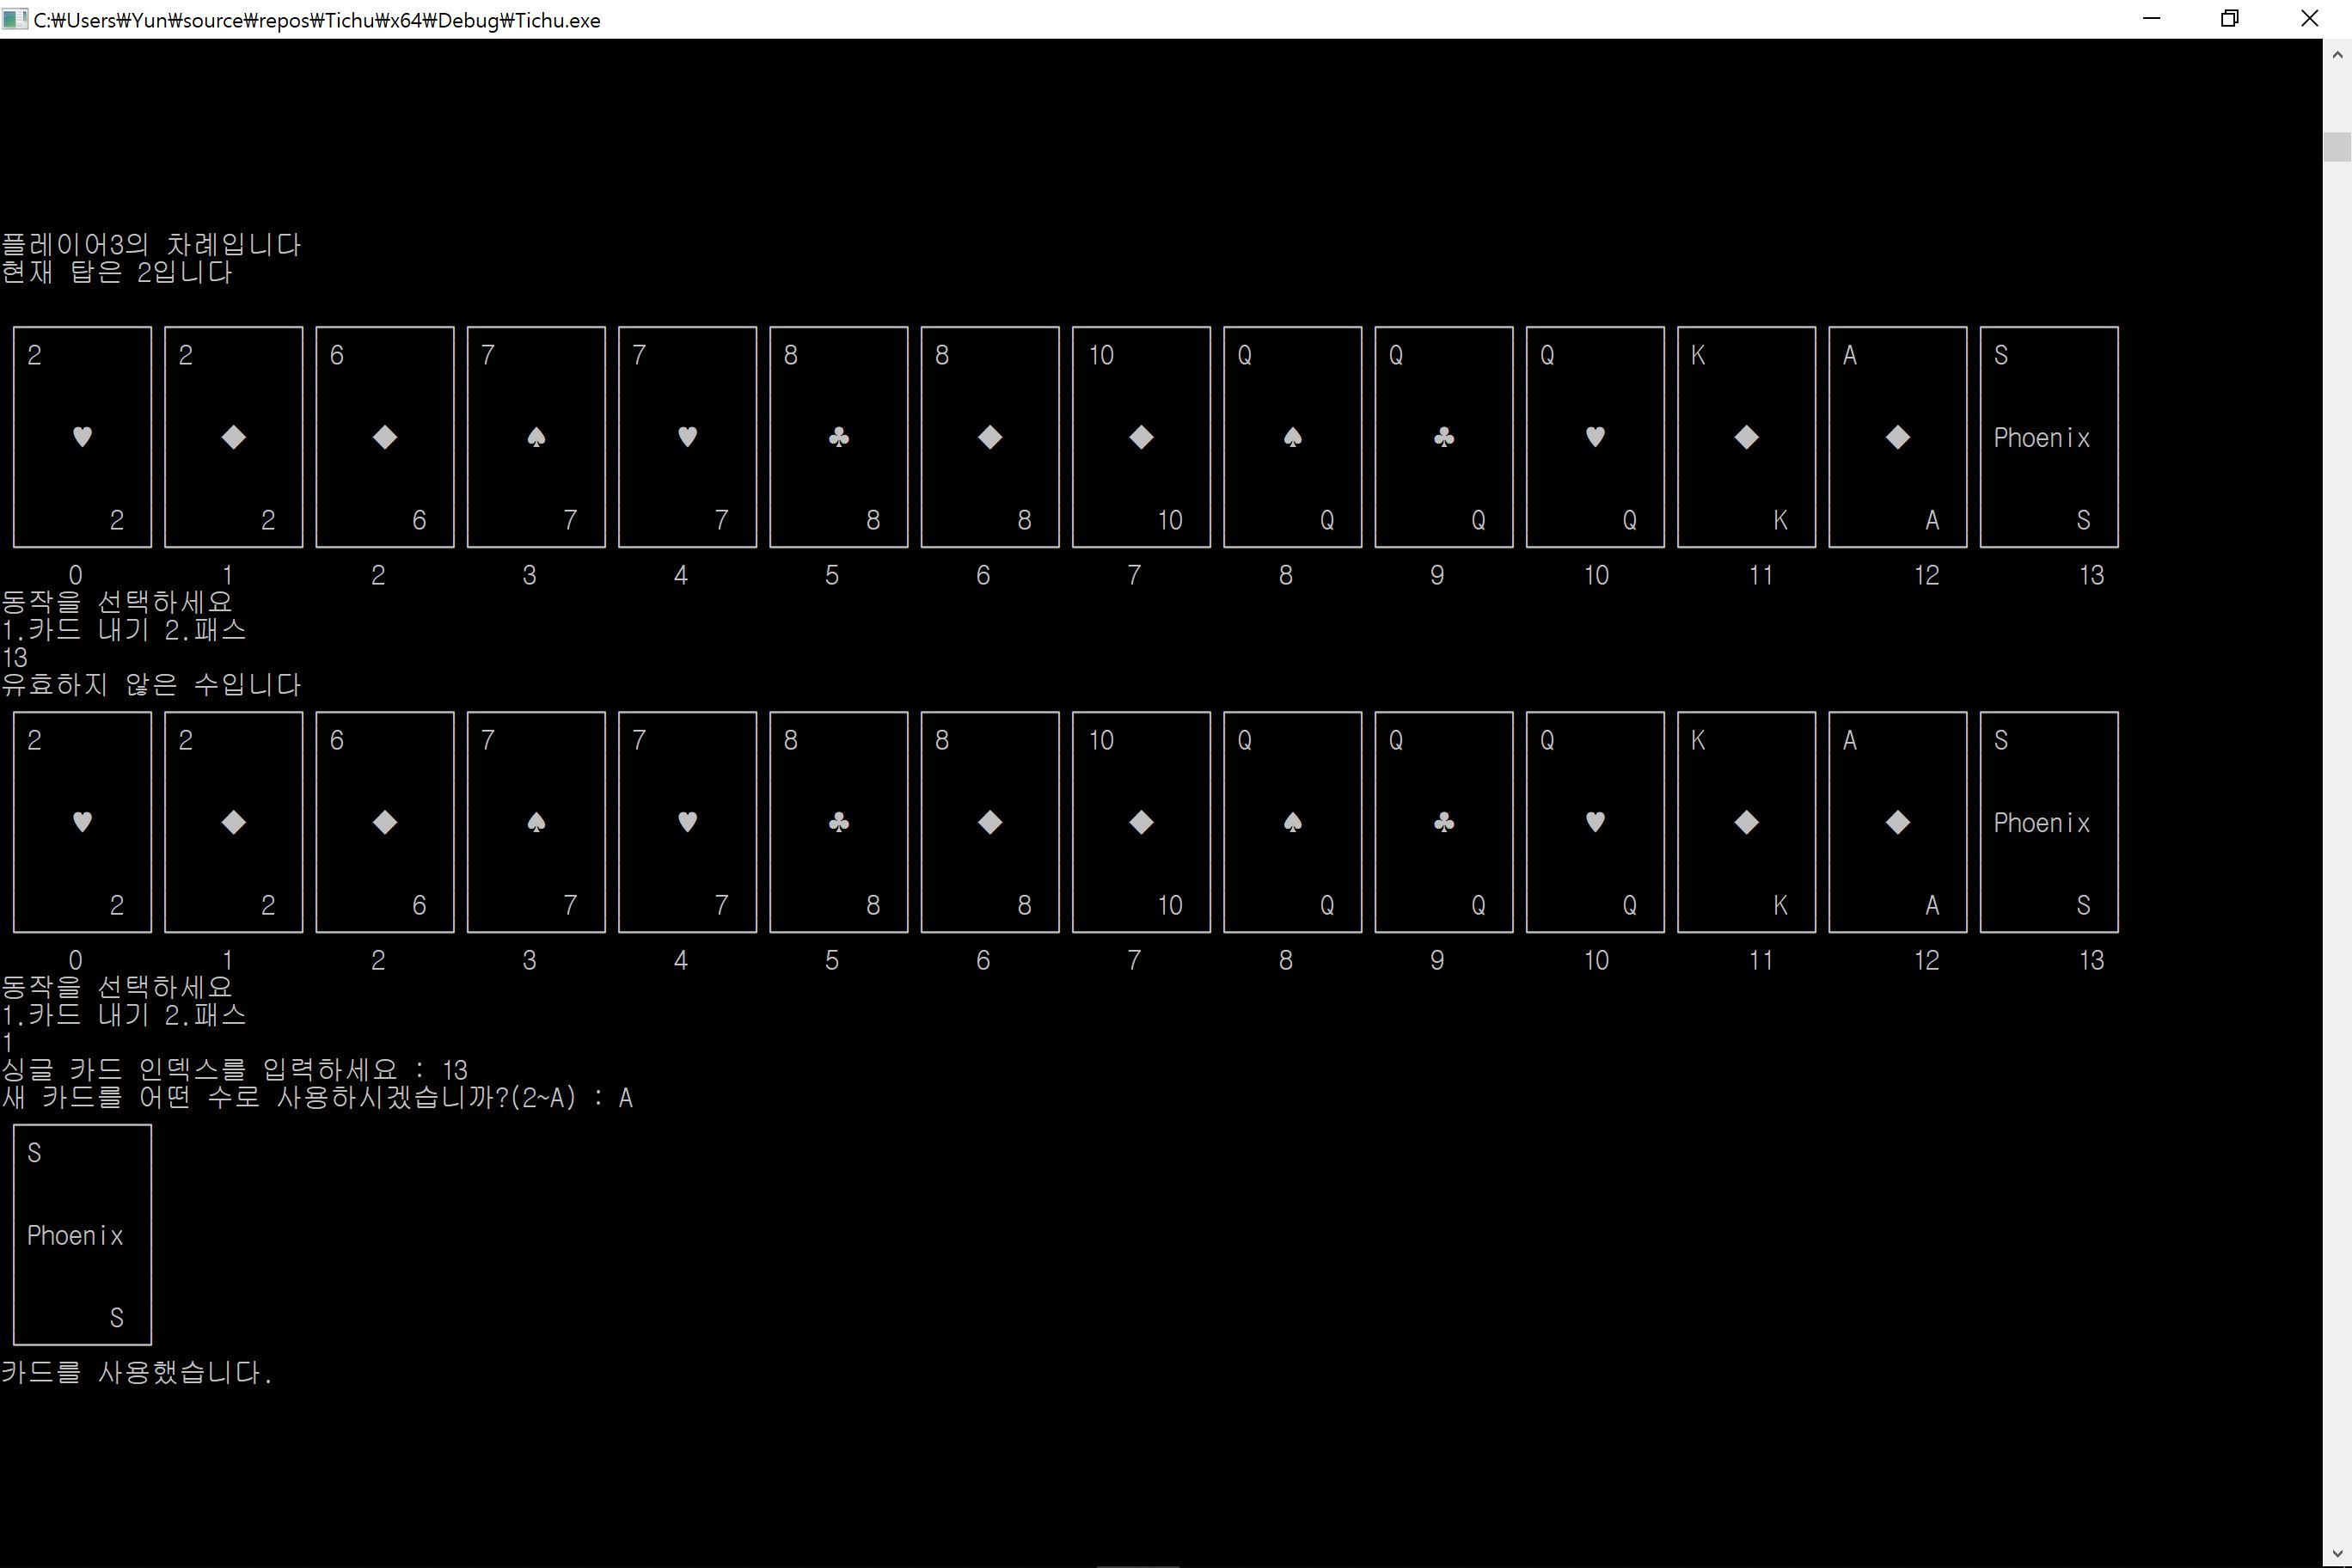 C:₩Users₩Yun₩source₩repos₩Tichu₩x64₩Debug₩Tichu.exe
플레이어3의 차례입니다
현재 탑은 2입니다
2 2 6 7 7 8 8 10 Q Q Q K A S
♥ ◆ ◆ ♠ ♥ ♣ ◆ ◆ ♠ ♣ ♥ ◆ ◆ Phoenix
2 2 6 7 7 8 8 10 Q Q Q K A S
0 1 2 3 4 5 6 7 8 9 10 11 12 13
동작을 선택하세요
1.카드 내기 2.패스
13
유효하지 않은 수입니다
2 2 6 7 7 8 8 10 Q Q Q K A S
♥ ◆ ◆ ♠ ♥ ♣ ◆ ◆ ♠ ♣ ♥ ◆ ◆ Phoenix
2 2 6 7 7 8 8 10 Q Q Q K A S
0 1 2 3 4 5 6 7 8 9 10 11 12 13
동작을 선택하세요
1.카드 내기 2.패스
1
싱글 카드 인덱스를 입력하세요 : 13
새 카드를 어떤 수로 사용하시겠습니까?(2~A) : A
S
Phoenix
S
카드를 사용했습니다.